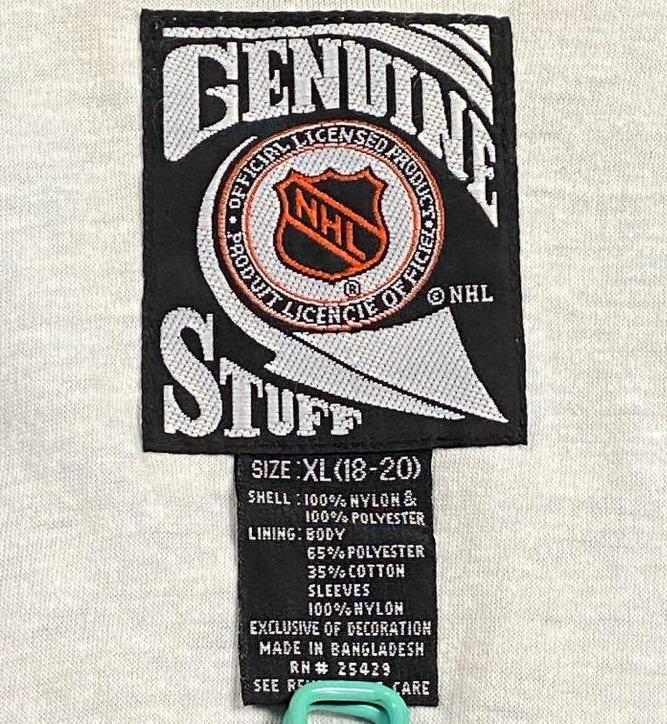 GENUINE
OFFICIAL LICENSED PRODUCT
NHL
PRODUIT LICENCIE OFFICIEL
®
©NHL
STUFF
SIZE:XL(18-20)
SHELL:100%NYLON&
100%POLYESTER
LINING:BODY
65%POLYESTER
35%COTTON
SLEEVES
100%NYLON
EXCLUSIVE OF DECORATION
MADE IN BANGLADESH
RN# 25429
SEE CARE